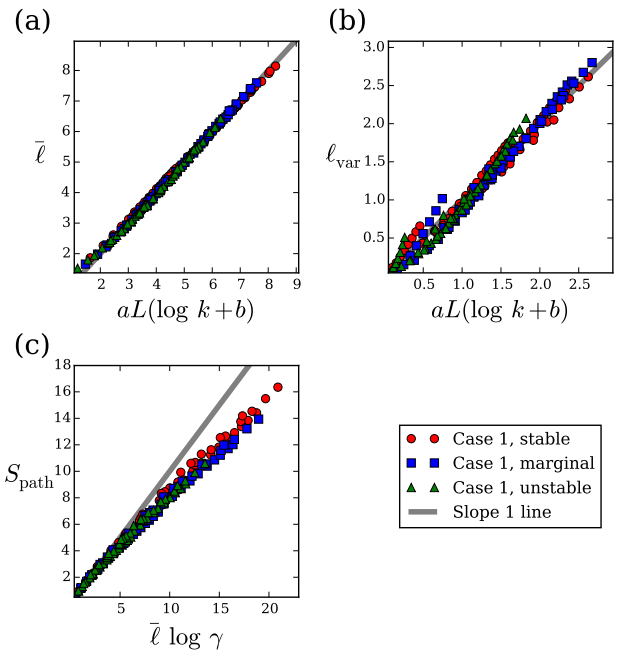 (a)
8
7
6
5
4
3
2
ℓ̄
2 3 4 5 6 7 8 9
aL(log k+b)
(b)
3.0
2.5
2.0
1.5
1.0
0.5
ℓvar
0.5 1.0 1.5 2.0 2.5
aL(log k+b)
(c)
18
16
14
12
10
8
6
4
2
Spath
5 10 15 20
ℓ̄ log γ
Case 1, stable
Case 1, marginal
Case 1, unstable
Slope 1 line